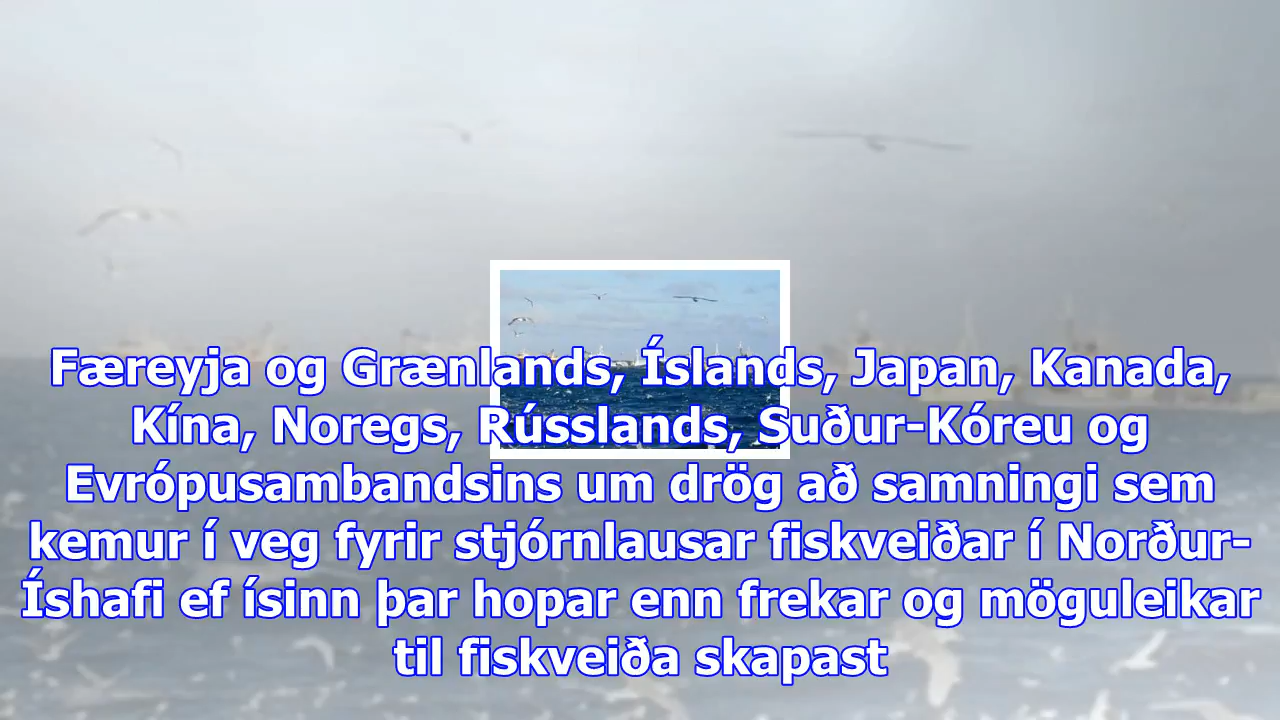 Færeyja og Grænlands, Íslands, Japan, Kanada,
Kína, Noregs, Rússlands, Suður-Kóreu og
Evrópusambandsins um drög að samningi sem
kemur í veg fyrir stjórnlausar fiskveiðar í Norður-
Íshafi ef ísinn þar hopar enn frekar og möguleikar
til fiskveiða skapast